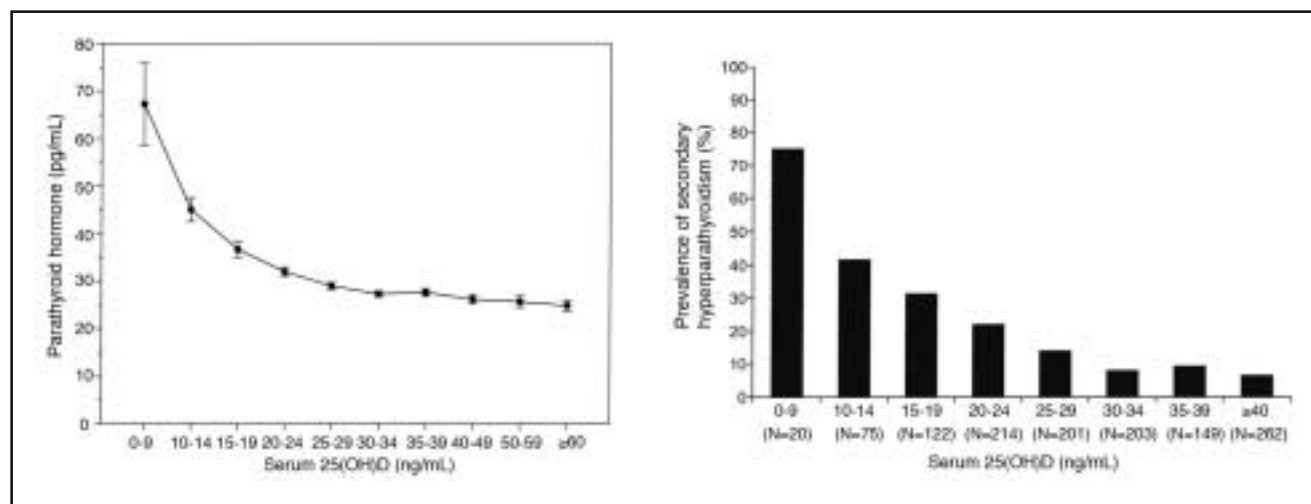 80
70
60
50
40
30
20
10
0
Parathyroid hormone (pg/mL)
0-9 10-14 15-19 20-24 25-29 30-34 35-39 40-49 50-59 ≥60
Serum 25(OH)D (ng/mL)
100
90
80
70
60
50
40
30
20
10
0
Prevalence of secondary
hyperparathyroidism (%)
0-9 10-14 15-19 20-24 25-29 30-34 35-39 ≥40
(N=20) (N=75) (N=122) (N=214) (N=201) (N=203) (N=149) (N=262)
Serum 25(OH)D (ng/mL)